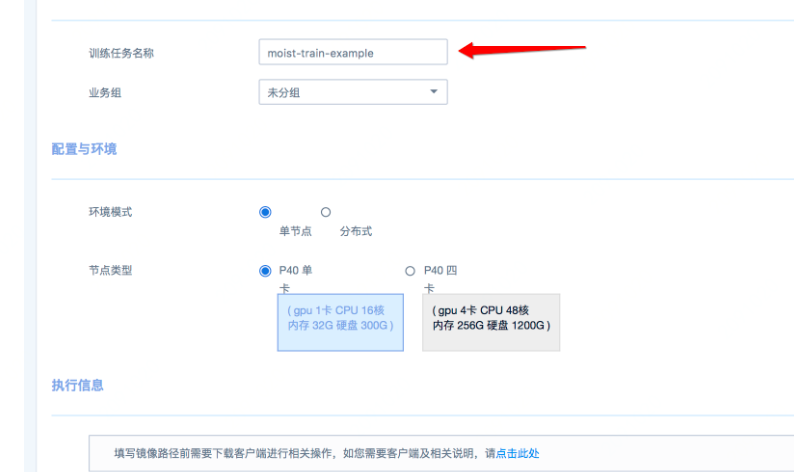 训练任务名称 moist-train-example
业务组 未分组
配置与环境
环境模式
单节点 分布式
节点类型 P40 单卡 P40 四卡
( gpu 1卡 CPU 16核 ( gpu 4卡 CPU 48核
内存 32G 硬盘 300G ) 内存 256G 硬盘 1200G )
执行信息
填写镜像路径前需要下载客户端进行相关操作，如您需要客户端及相关说明，请点击此处